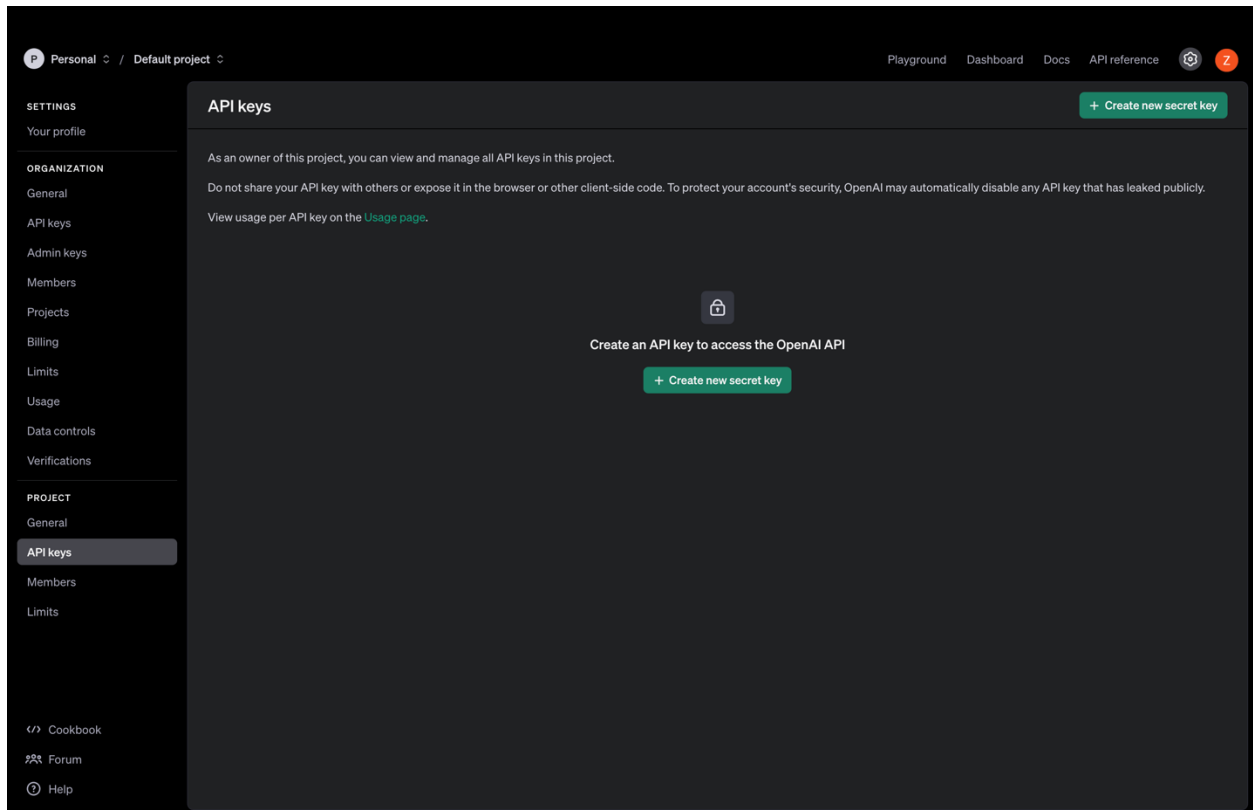 P Personal / Default project
Playground Dashboard Docs API reference Z
SETTINGS
Your profile
ORGANIZATION
General
API keys
Admin keys
Members
Projects
Billing
Limits
Usage
Data controls
Verifications
PROJECT
General
API keys
Members
Limits
Cookbook
Forum
Help
API keys
+ Create new secret key
As an owner of this project, you can view and manage all API keys in this project.
Do not share your API key with others or expose it in the browser or other client-side code. To protect your account's security, OpenAI may automatically disable any API key that has leaked publicly.
View usage per API key on the Usage page.
Create an API key to access the OpenAI API
+ Create new secret key